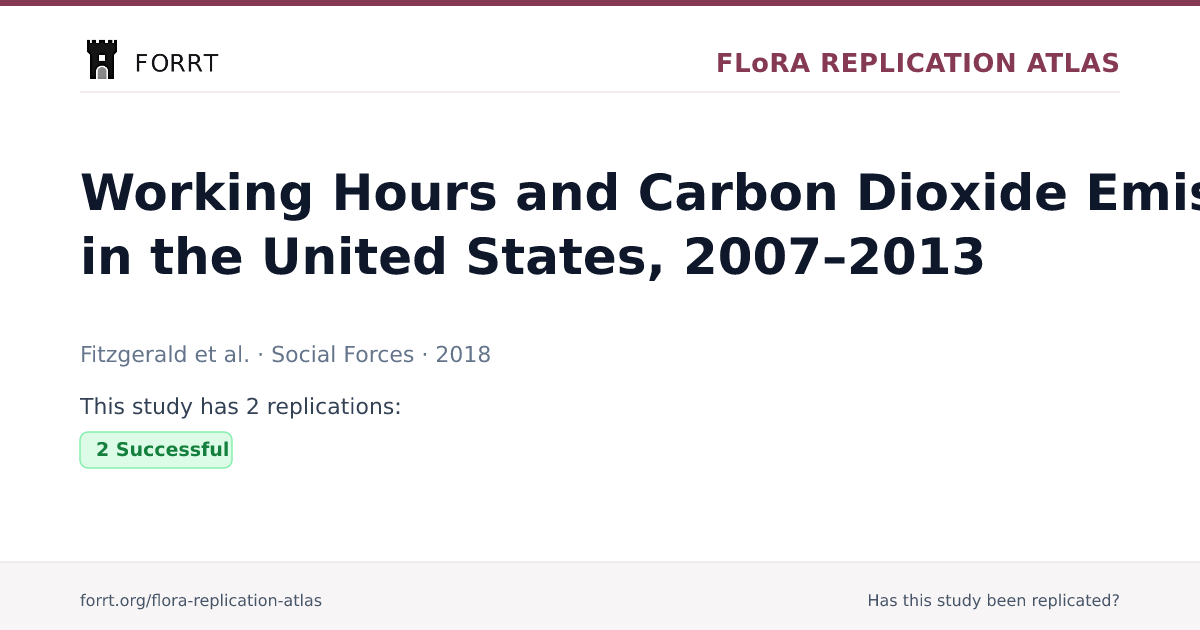 FORRT
FLoRA REPLICATION ATLAS
Working Hours and Carbon Dioxide Emis
in the United States, 2007–2013
Fitzgerald et al. · Social Forces · 2018
This study has 2 replications:
2 Successful
forrt.org/flora-replication-atlas
Has this study been replicated?